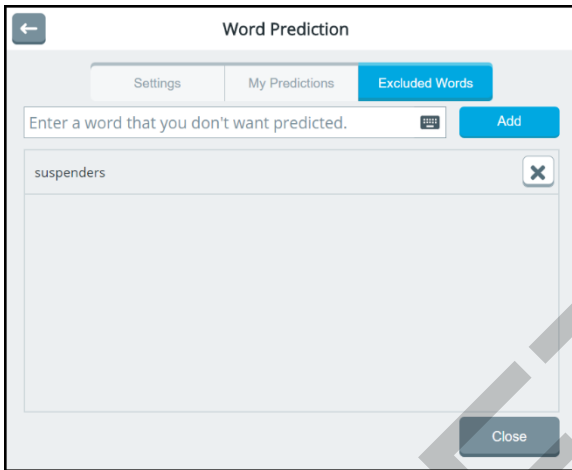 Word Prediction
Settings My Predictions Excluded Words
Enter a word that you don't want predicted. Add
suspenders
Close